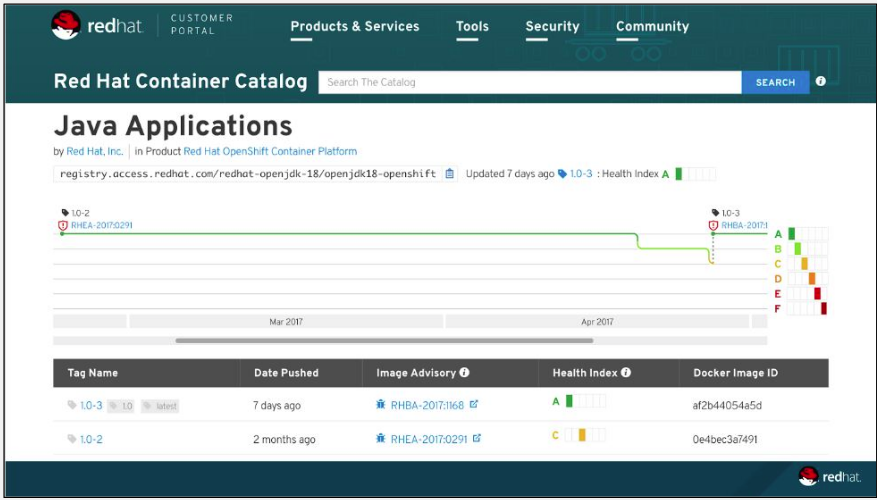 redhat. CUSTOMER PORTAL Products & Services Tools Security Community
Red Hat Container Catalog Search The Catalog SEARCH i
Java Applications
by Red Hat, Inc. in Product Red Hat OpenShift Container Platform
registry.access.redhat.com/redhat-openjdk-18/openjdk18-openshift Updated 7 days ago 1.0-3 : Health Index A
1.0-2 1.0-3
RHEA-2017:0291 RHBA-2017:1
A
B
C
D
E
F
Mar 2017 Apr 2017
Tag Name Date Pushed Image Advisory i Health Index i Docker Image ID
1.0-3 1.0 latest 7 days ago RHBA-2017:1168 A af2b44054a5d
1.0-2 2 months ago RHEA-2017:0291 C 0e4bec3a7491
redhat.